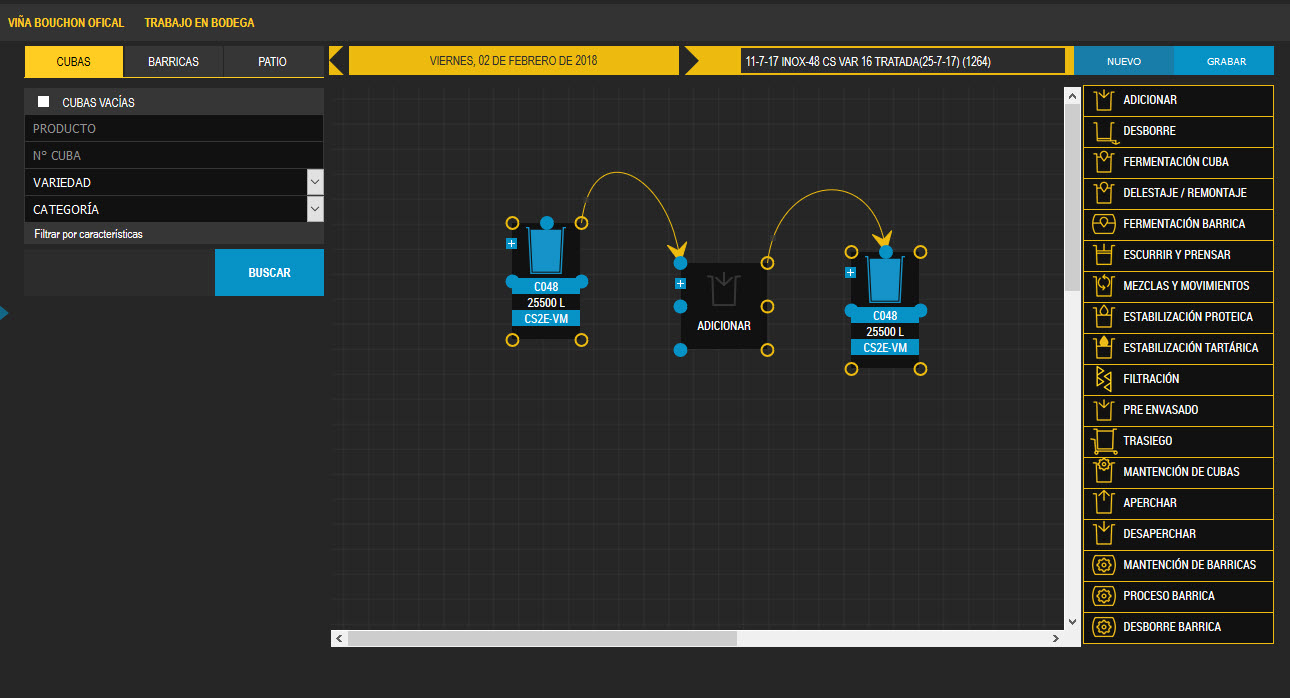 VIÑA BOUCHON OFICAL TRABAJO EN BODEGA
CUBAS BARRICAS PATIO
VIERNES, 02 DE FEBRERO DE 2018
11-7-17 INOX-48 CS VAR 16 TRATADA(25-7-17) (1264)
NUEVO GRABAR
CUBAS VACÍAS
PRODUCTO
N° CUBA
VARIEDAD
CATEGORÍA
Filtrar por características
BUSCAR
C048
25500 L
CS2E-VM
ADICIONAR
C048
25500 L
CS2E-VM
ADICIONAR
DESBORRE
FERMENTACIÓN CUBA
DELESTAJE / REMONTAJE
FERMENTACIÓN BARRICA
ESCURRIR Y PRENSAR
MEZCLAS Y MOVIMIENTOS
ESTABILIZACIÓN PROTEICA
ESTABILIZACIÓN TARTÁRICA
FILTRACIÓN
PRE ENVASADO
TRASIEGO
MANTENCIÓN DE CUBAS
APERCHAR
DESAPERCHAR
MANTENCIÓN DE BARRICAS
PROCESO BARRICA
DESBORRE BARRICA